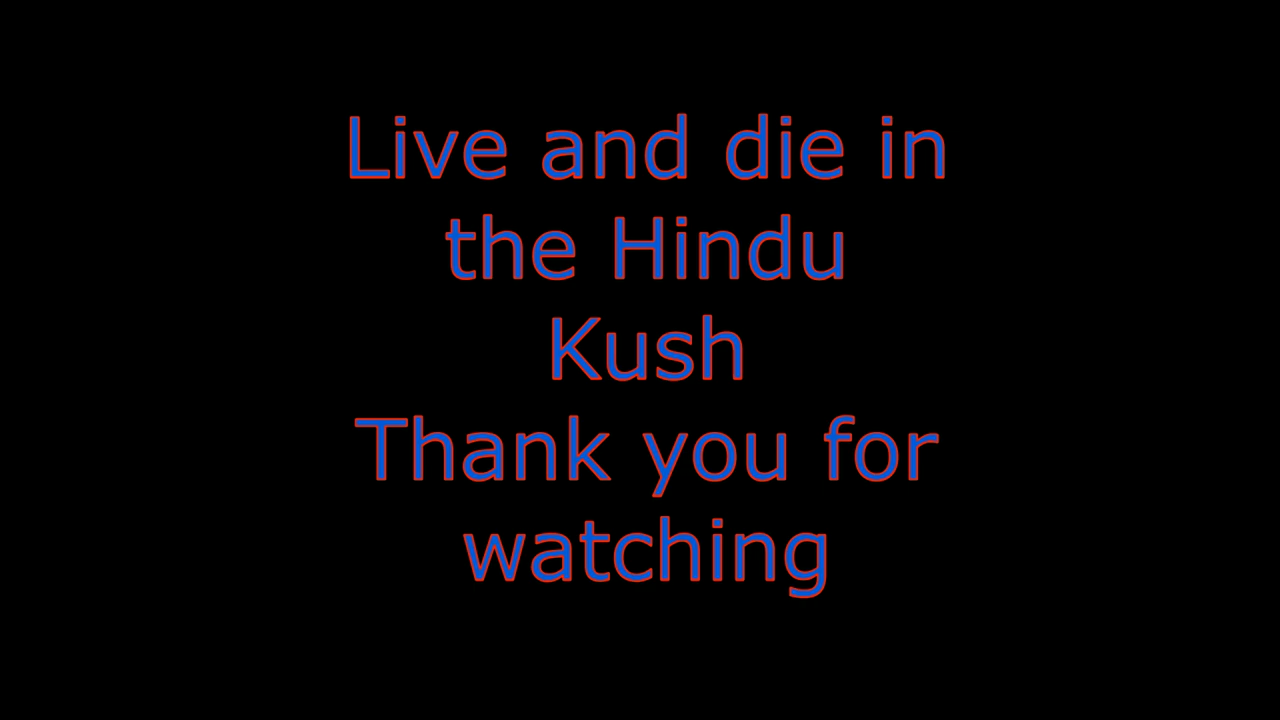 Live and die in
the Hindu
Kush
Thank you for
watching